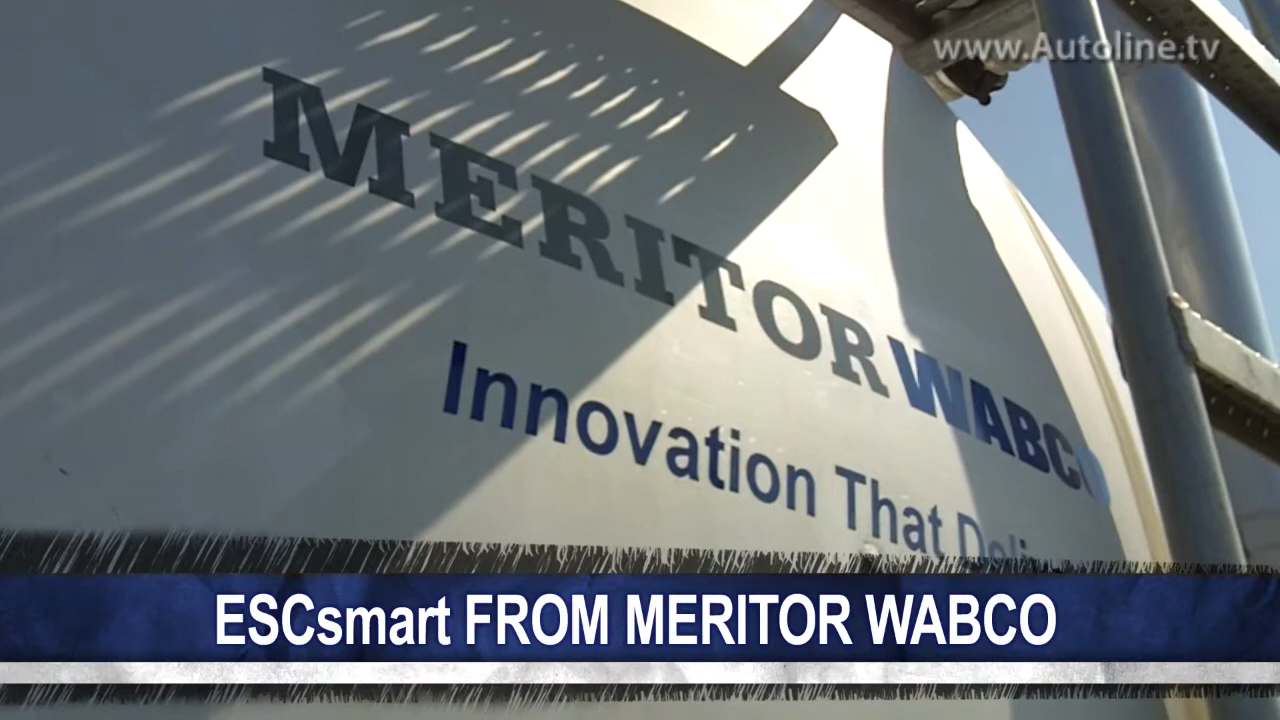 www.Autoline.tv
MERITOR WABCO
Innovation That
ESCsmart FROM MERITOR WABCO